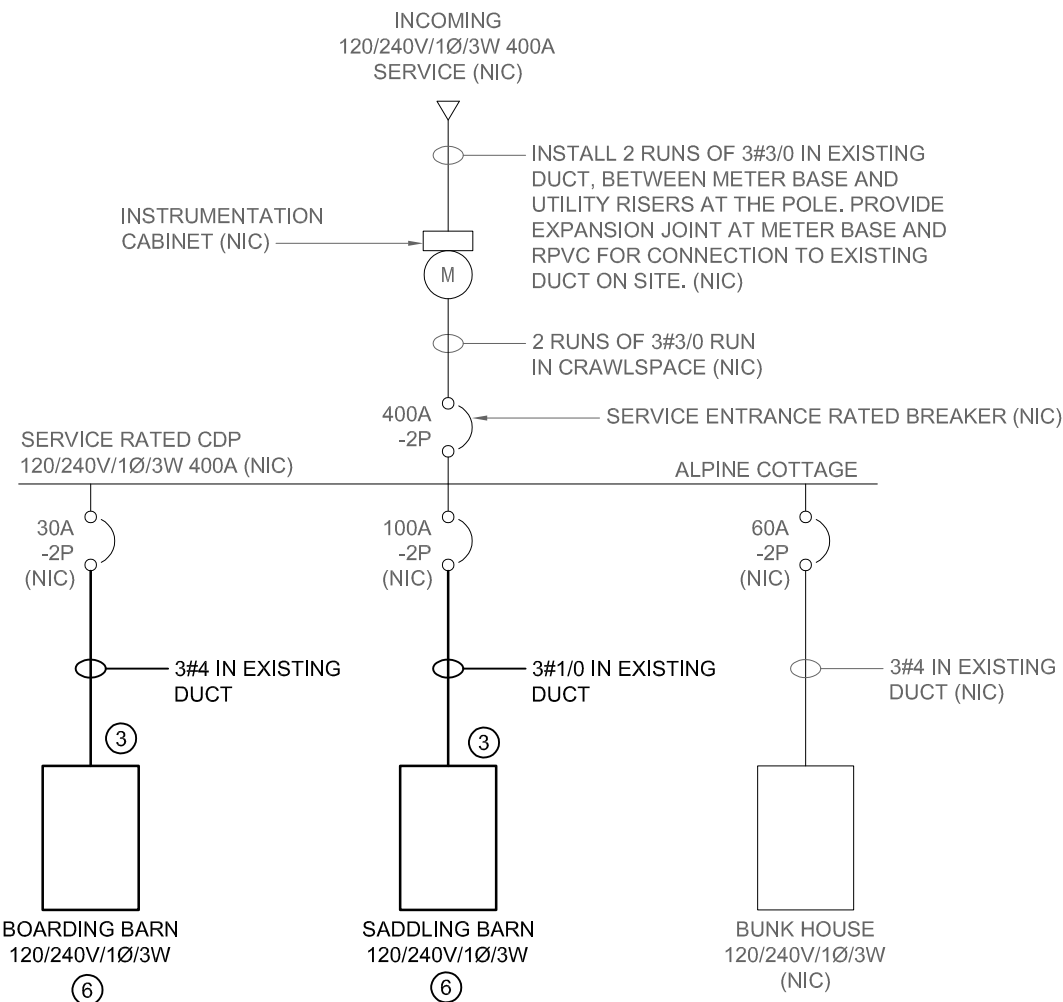 INCOMING
120/240V/1Ø/3W 400A
SERVICE (NIC)
INSTALL 2 RUNS OF 3#3/0 IN EXISTING
DUCT, BETWEEN METER BASE AND
UTILITY RISERS AT THE POLE. PROVIDE
EXPANSION JOINT AT METER BASE AND
RPVC FOR CONNECTION TO EXISTING
DUCT ON SITE. (NIC)
INSTRUMENTATION
CABINET (NIC)
M
2 RUNS OF 3#3/0 RUN
IN CRAWLSPACE (NIC)
400A
-2P
SERVICE ENTRANCE RATED BREAKER (NIC)
SERVICE RATED CDP
120/240V/1Ø/3W 400A (NIC)
ALPINE COTTAGE
30A
-2P
(NIC)
100A
-2P
(NIC)
60A
-2P
(NIC)
3#4 IN EXISTING
DUCT
3#1/0 IN EXISTING
DUCT
3#4 IN EXISTING
DUCT (NIC)
3
3
BOARDING BARN
120/240V/1Ø/3W
6
SADDLING BARN
120/240V/1Ø/3W
6
BUNK HOUSE
120/240V/1Ø/3W
(NIC)